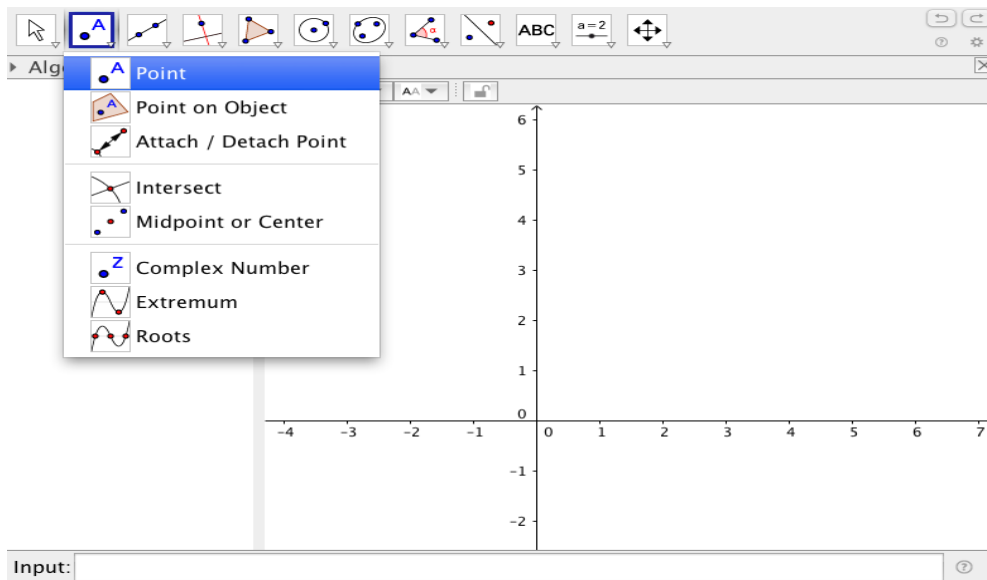 A α ABC a=2
Alg
A Point
A Point on Object
Attach / Detach Point
Intersect
Midpoint or Center
Z Complex Number
Extremum
Roots
AA
6
5
4
3
2
1
0
-4 -3 -2 -1 0 1 2 3 4 5 6 7
-1
-2
Input: